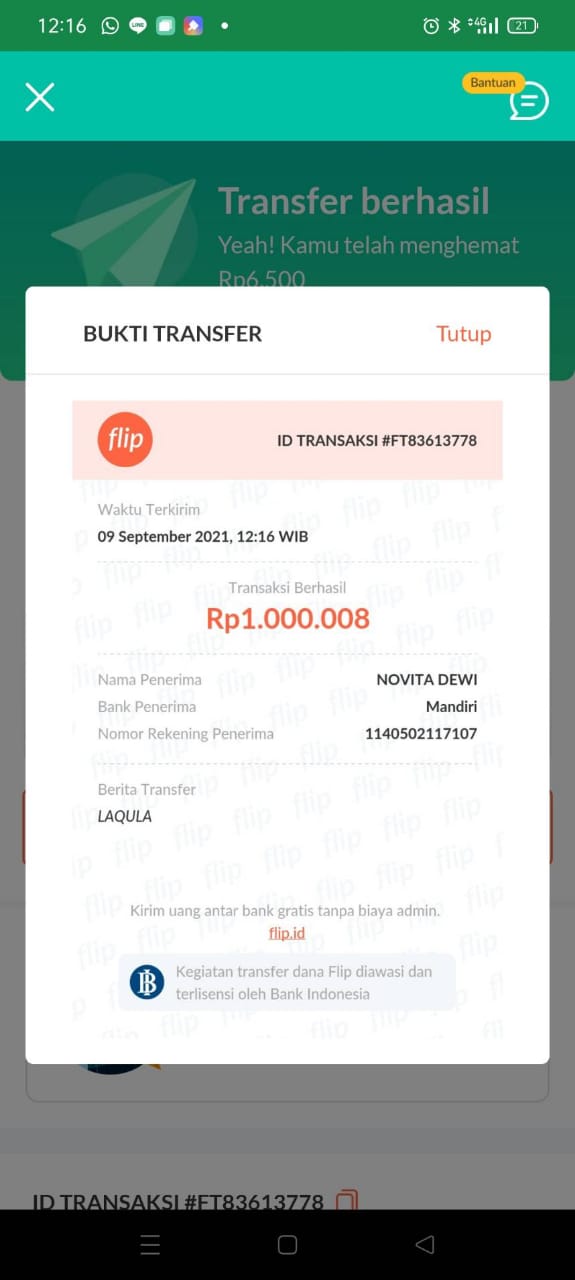 12:16
4G
21
Bantuan
Transfer berhasil
Yeah! Kamu telah menghemat
Rp6.500
BUKTI TRANSFER
Tutup
flip
ID TRANSAKSI #FT83613778
Waktu Terkirim
09 September 2021, 12:16 WIB
Transaksi Berhasil
Rp1.000.008
Nama Penerima NOVITA DEWI
Bank Penerima Mandiri
Nomor Rekening Penerima 1140502117107
Berita Transfer
LAQULA
Kirim uang antar bank gratis tanpa biaya admin.
flip.id
Kegiatan transfer dana Flip diawasi dan
terlisensi oleh Bank Indonesia
ID TRANSAKSI #FT83613778